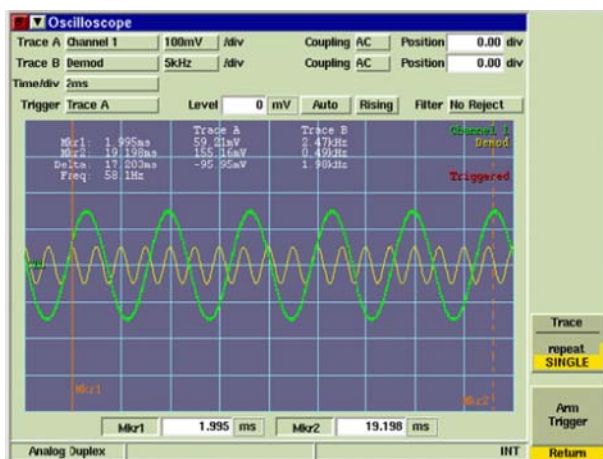 Oscilloscope
Trace A Channel 1 100mV /div Coupling AC Position 0.00 div
Trace B Demod 5kHz /div Coupling AC Position 0.00 div
Time/div 2ms
Trigger Trace A Level 0 mV Auto Rising Filter No Reject
Trace A Trace B Channel 1
Mkr1: 1.995ms 59.21mV 2.47kHz Demod
Mkr2: 19.198ms 155.16mV 0.49kHz
Delta: 17.203ms -95.95mV 1.98kHz Triggered
Freq: 58.1Hz
Mkr1
Mkr2
Trace
repeat
SINGLE
Mkr1 1.995 ms Mkr2 19.198 ms
Arm
Trigger
Analog Duplex INT Return